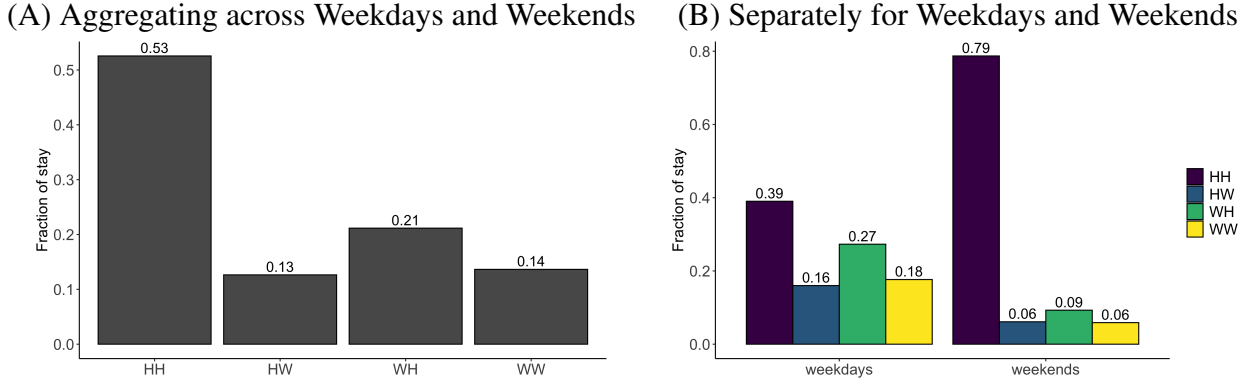 (A) Aggregating across Weekdays and Weekends
0.53
0.5
0.4
0.3
0.2
0.1
0.0
Fraction of stay
0.13
0.21
0.14
HH HW WH WW
(B) Separately for Weekdays and Weekends
0.8
0.6
0.4
0.2
0.0
Fraction of stay
0.39
0.16
0.27
0.18
0.79
0.06
0.09
0.06
weekdays weekends
HH
HW
WH
WW